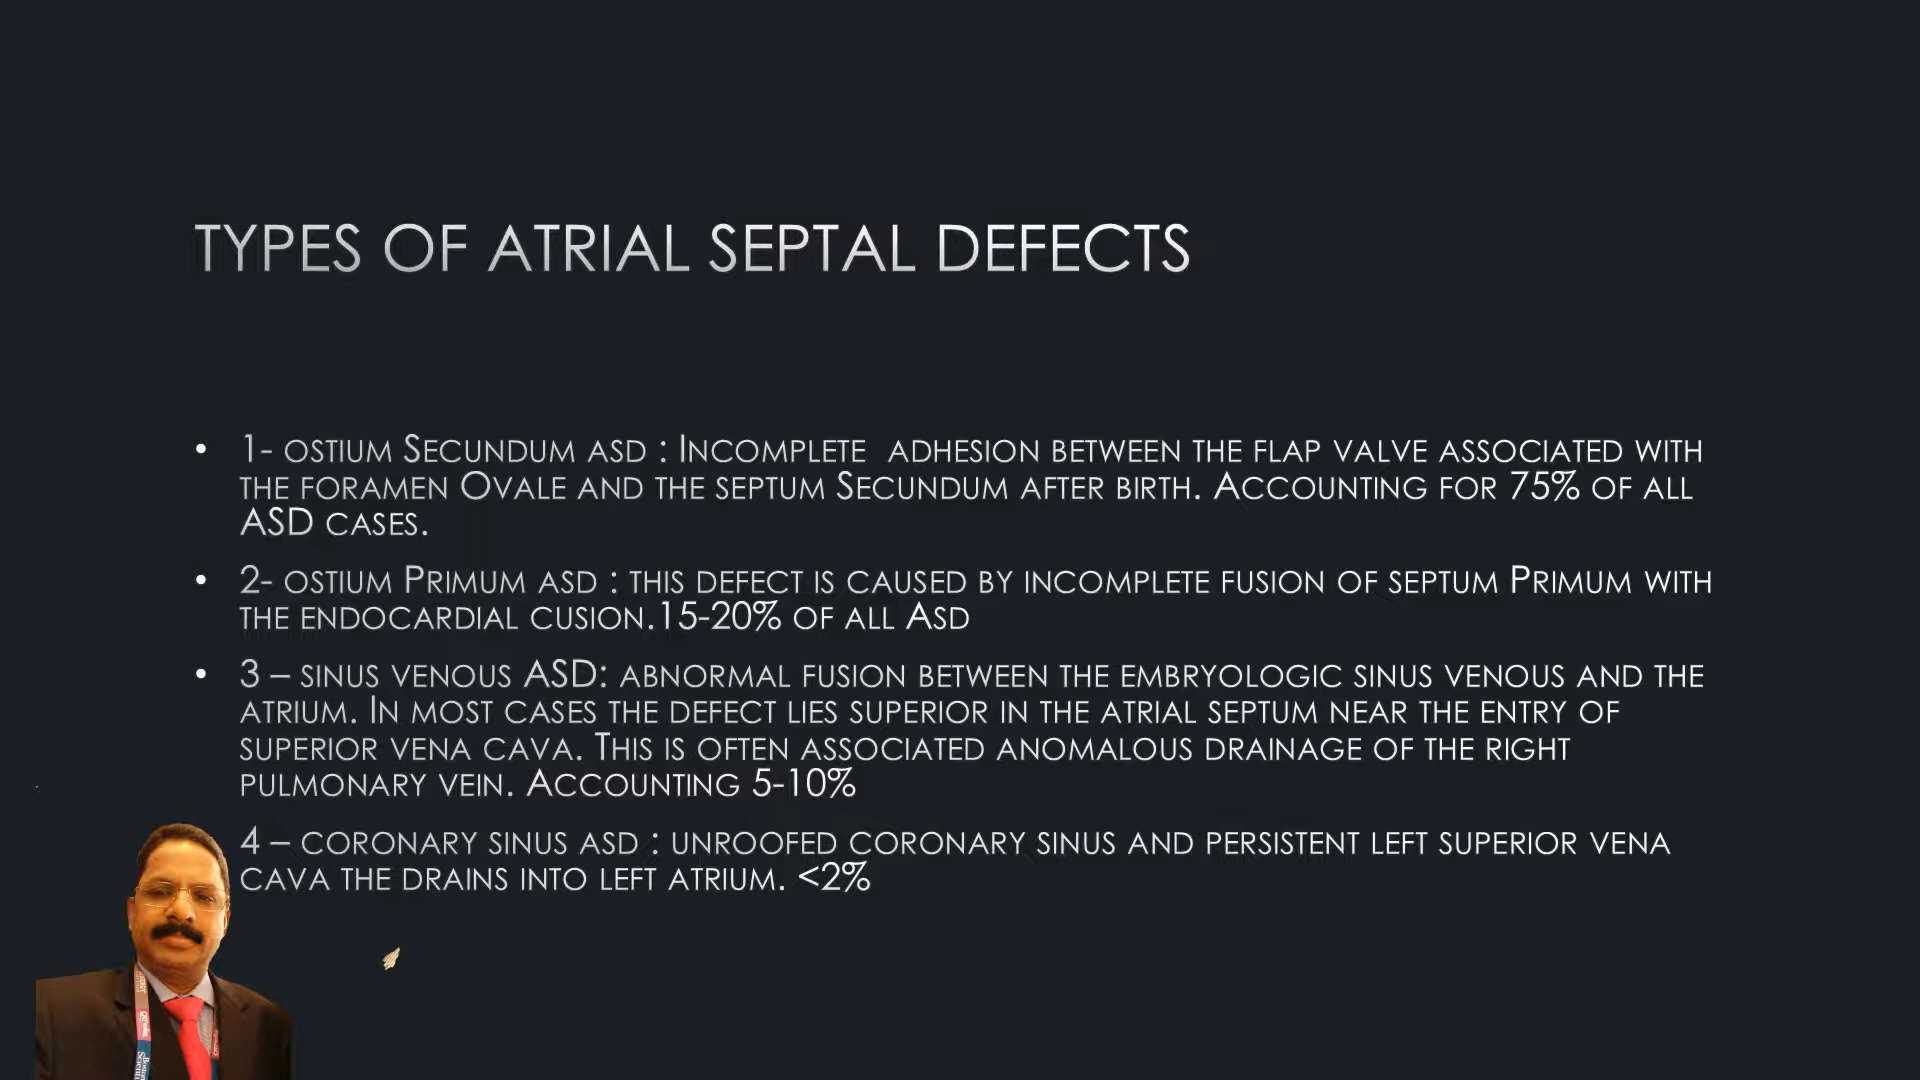 TYPES OF ATRIAL SEPTAL DEFECTS
• 1- OSTIUM SECUNDUM ASD : INCOMPLETE ADHESION BETWEEN THE FLAP VALVE ASSOCIATED WITH
THE FORAMEN OVALE AND THE SEPTUM SECUNDUM AFTER BIRTH. ACCOUNTING FOR 75% OF ALL
ASD CASES.
• 2- OSTIUM PRIMUM ASD : THIS DEFECT IS CAUSED BY INCOMPLETE FUSION OF SEPTUM PRIMUM WITH
THE ENDOCARDIAL CUSION.15-20% OF ALL ASD
• 3 – SINUS VENOUS ASD: ABNORMAL FUSION BETWEEN THE EMBRYOLOGIC SINUS VENOUS AND THE
ATRIUM. IN MOST CASES THE DEFECT LIES SUPERIOR IN THE ATRIAL SEPTUM NEAR THE ENTRY OF
SUPERIOR VENA CAVA. THIS IS OFTEN ASSOCIATED ANOMALOUS DRAINAGE OF THE RIGHT
PULMONARY VEIN. ACCOUNTING 5-10%
4 – CORONARY SINUS ASD : UNROOFED CORONARY SINUS AND PERSISTENT LEFT SUPERIOR VENA
CAVA THE DRAINS INTO LEFT ATRIUM. <2%